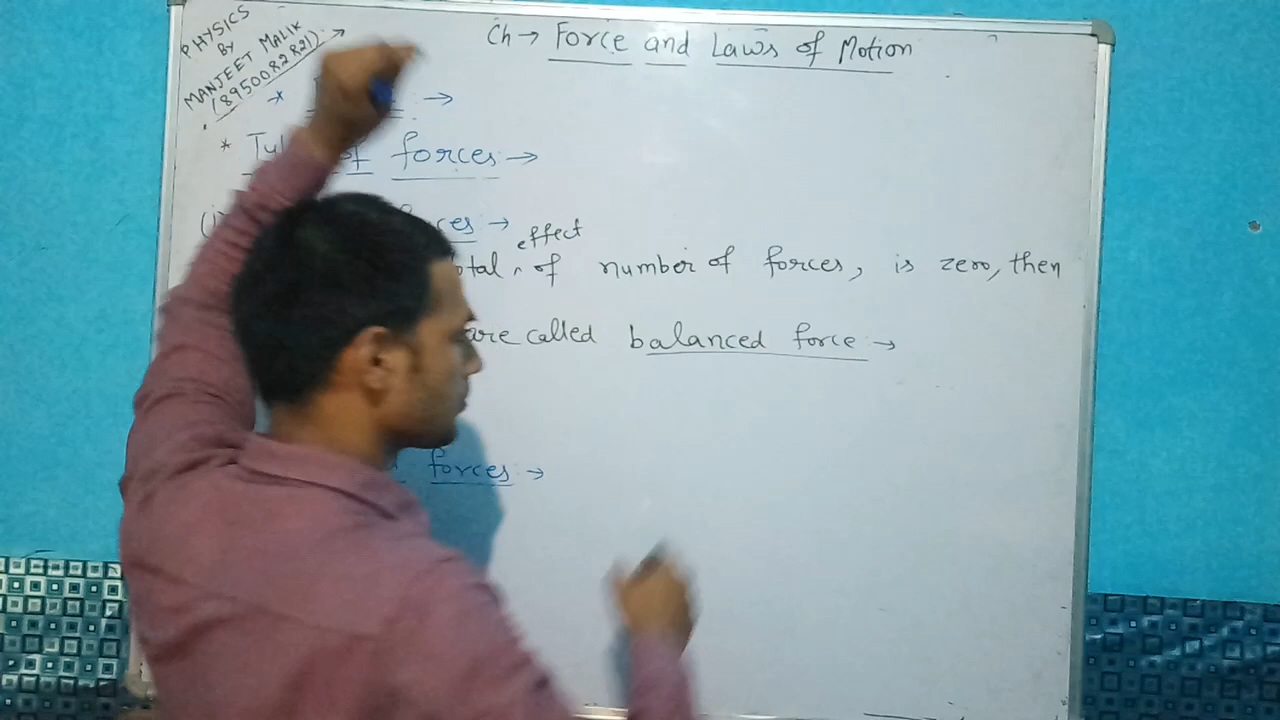 PHYSICS
BY
MANJEET MALIK
(8950082821) →
Ch → Force and Laws of Motion
* →
* of forces →
→
effect
of number of forces, is zero, then
are called balanced force →
forces →